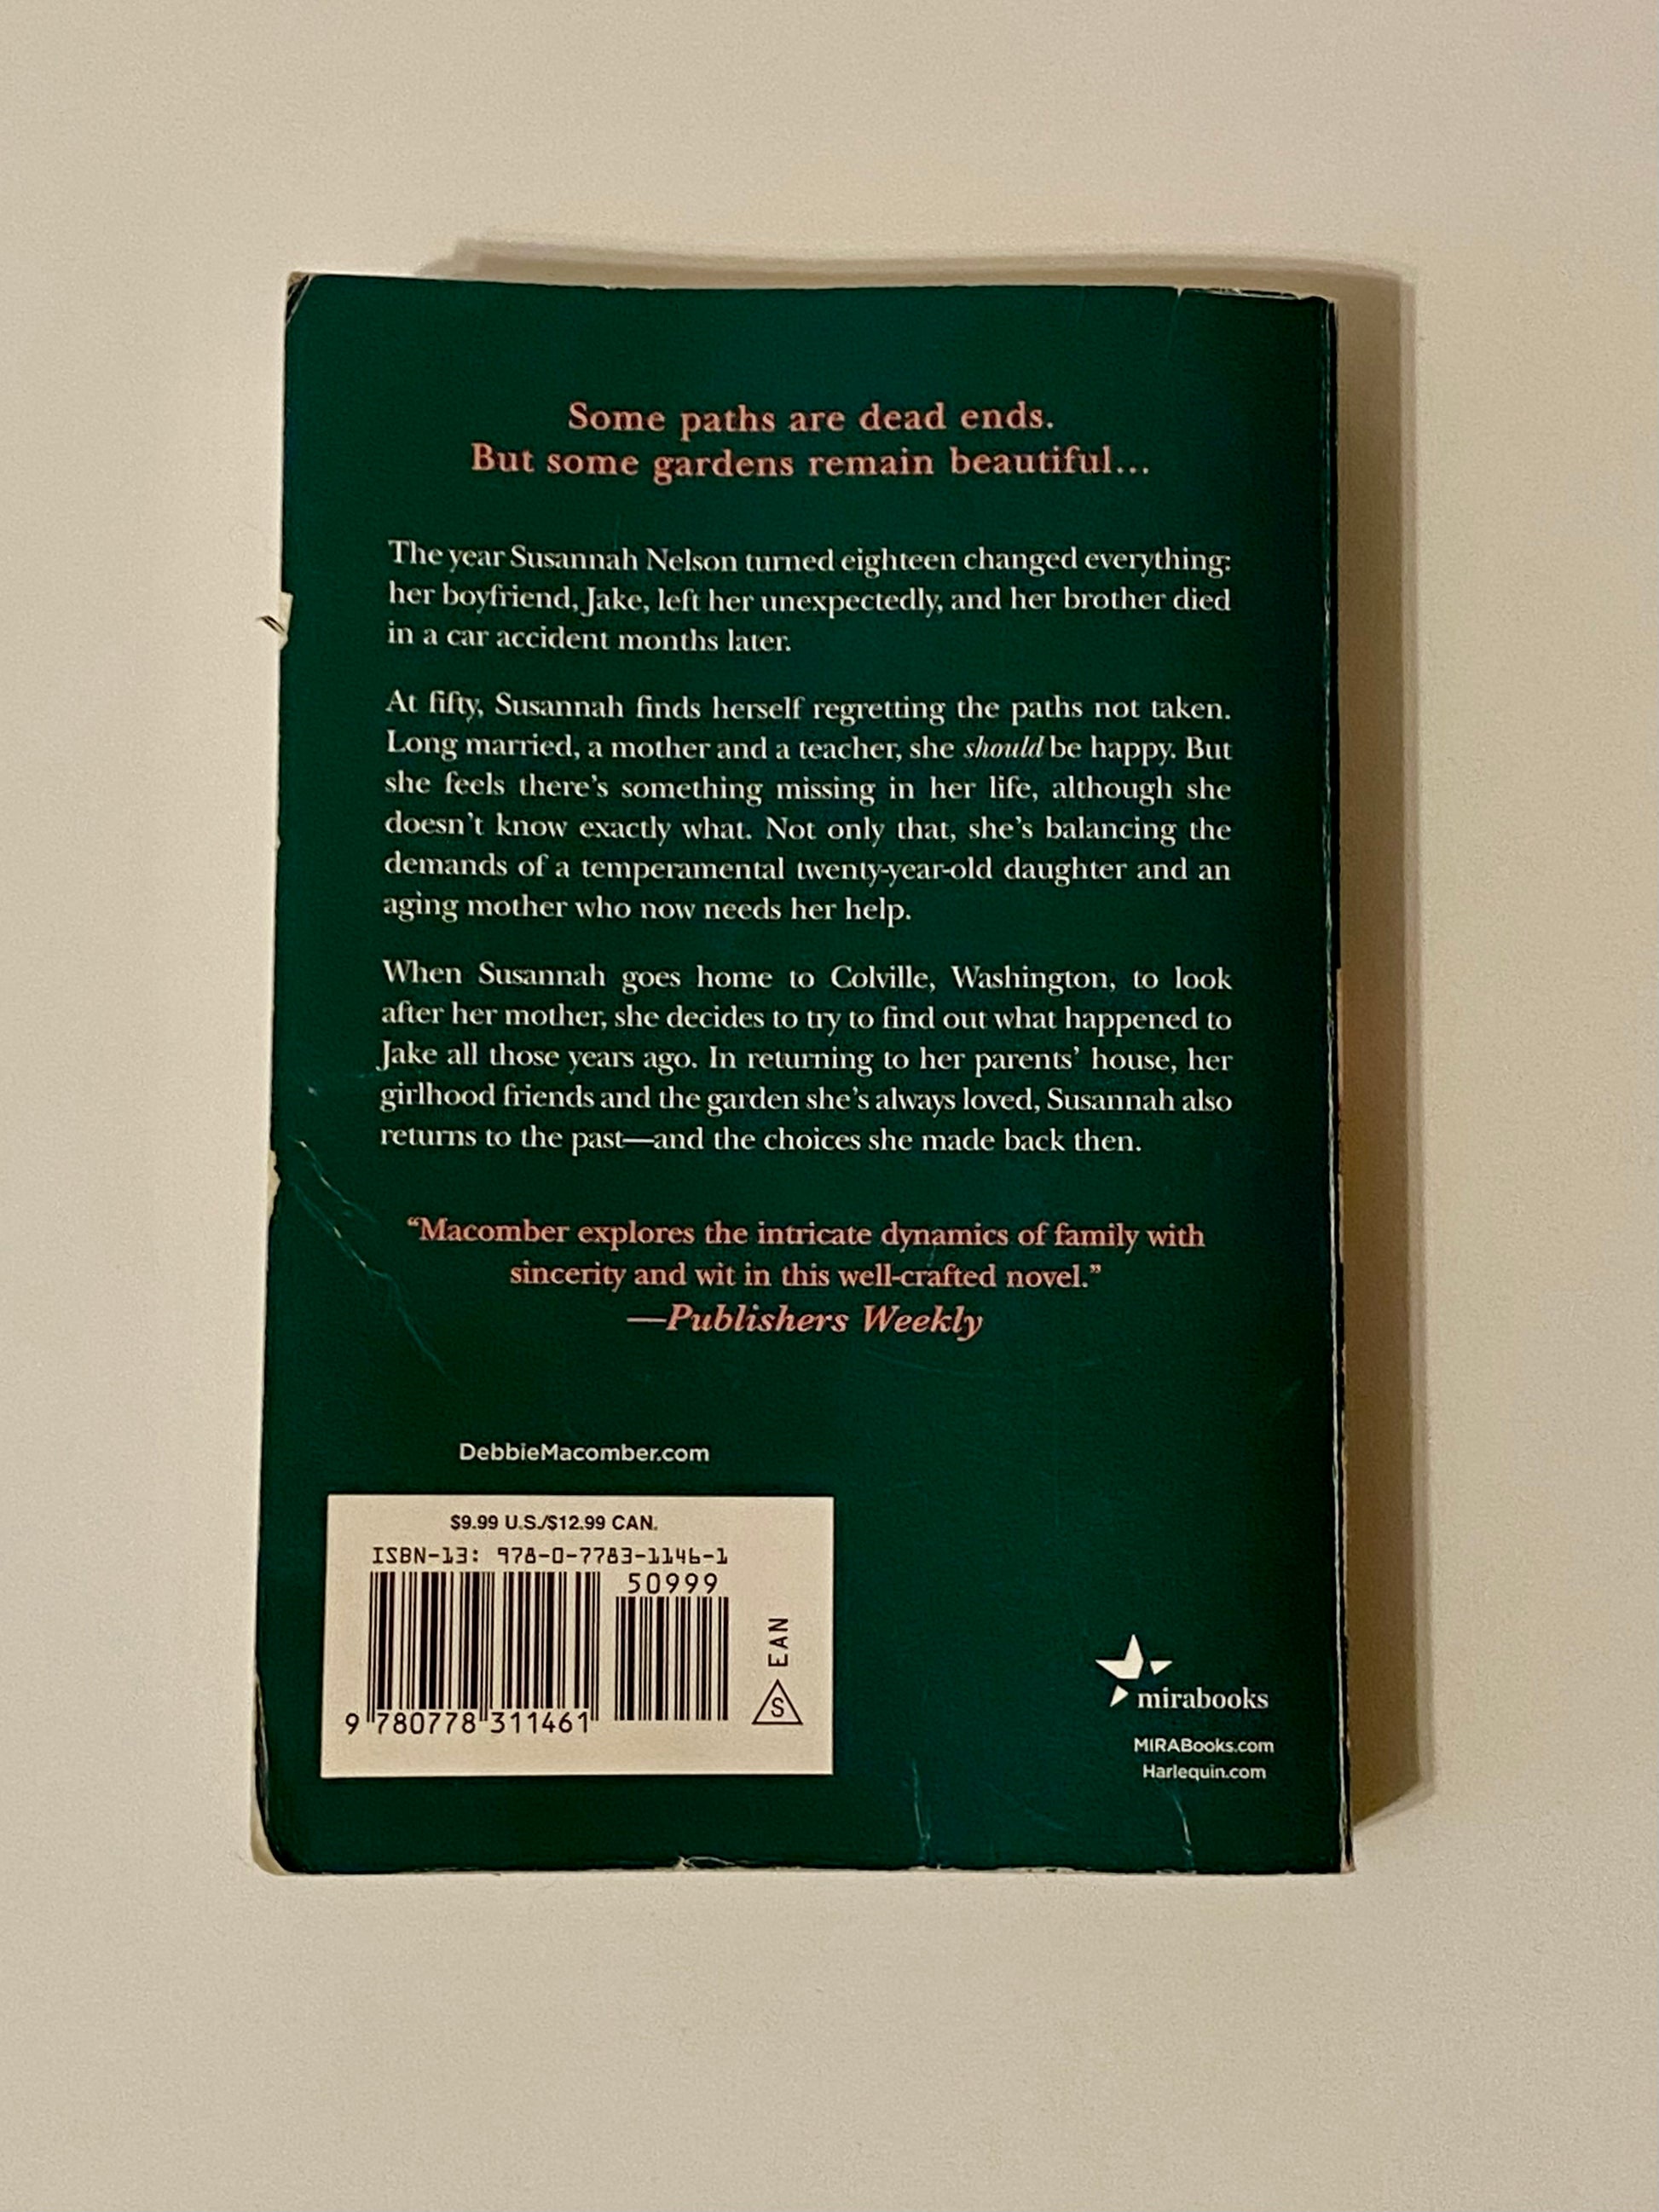 Some paths are dead ends.
But some gardens remain beautiful...
The year Susannah Nelson turned eighteen changed everything:
her boyfriend, Jake, left her unexpectedly, and her brother died
in a car accident months later.
At fifty, Susannah finds herself regretting the paths not taken.
Long married, a mother and a teacher, she should be happy. But
she feels there's something missing in her life, although she
doesn't know exactly what. Not only that, she's balancing the
demands of a temperamental twenty-year-old daughter and an
aging mother who now needs her help.
When Susannah goes home to Colville, Washington, to look
after her mother, she decides to try to find out what happened to
Jake all those years ago. In returning to her parents' house, her
girlhood friends and the garden she's always loved, Susannah also
returns to the past—and the choices she made back then.
“Macomber explores the intricate dynamics of family with
sincerity and wit in this well-crafted novel.”
—Publishers Weekly
DebbieMacomber.com
$9.99 U.S./$12.99 CAN.
ISBN-13: 978-0-7783-1146-1
50999
9 780778 311461
EAN
S
mirabooks
MIRABooks.com
Harlequin.com